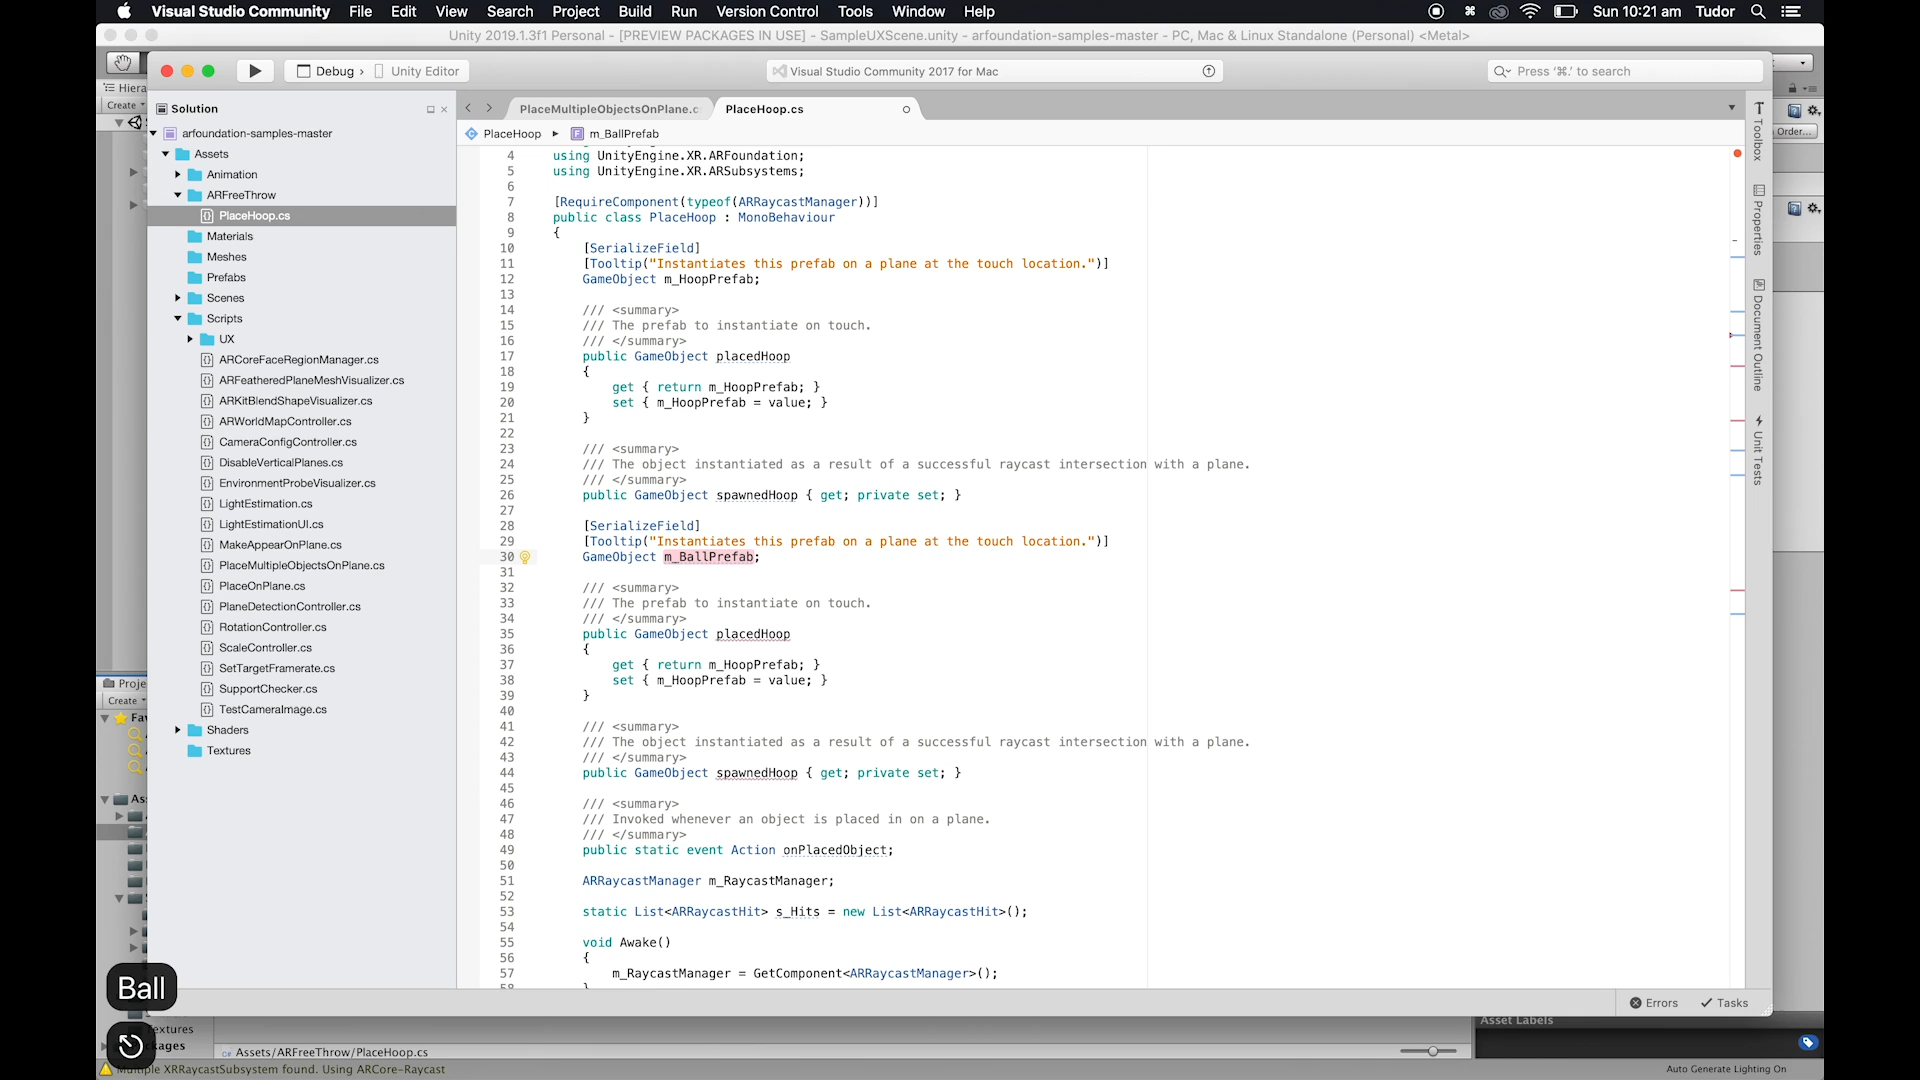 Visual Studio Community File Edit View Search Project Build Run Version Control Tools Window Help Sun 10:21 am Tudor
Unity 2019.1.3f1 Personal - [PREVIEW PACKAGES IN USE] - SampleUXScene.unity - arfoundation-samples-master - PC, Mac & Linux Standalone (Personal) <Metal>
Debug › Unity Editor
Visual Studio Community 2017 for Mac
Press '⌘.' to search
Hiera
Create
Solution
PlaceMultipleObjectsOnPlane.c
PlaceHoop.cs
PlaceHoop ▸ m_BallPrefab
Order...
arfoundation-samples-master
Assets
Animation
ARFreeThrow
PlaceHoop.cs
Materials
Meshes
Prefabs
Scenes
Scripts
UX
ARCoreFaceRegionManager.cs
ARFeatheredPlaneMeshVisualizer.cs
ARKitBlendShapeVisualizer.cs
ARWorldMapController.cs
CameraConfigController.cs
DisableVerticalPlanes.cs
EnvironmentProbeVisualizer.cs
LightEstimation.cs
LightEstimationUI.cs
MakeAppearOnPlane.cs
PlaceMultipleObjectsOnPlane.cs
PlaceOnPlane.cs
PlaneDetectionController.cs
RotationController.cs
ScaleController.cs
SetTargetFramerate.cs
SupportChecker.cs
TestCameraImage.cs
Shaders
Textures
4 using UnityEngine.XR.ARFoundation;
5 using UnityEngine.XR.ARSubsystems;
6
7 [RequireComponent(typeof(ARRaycastManager))]
8 public class PlaceHoop : MonoBehaviour
9 {
10 [SerializeField]
11 [Tooltip("Instantiates this prefab on a plane at the touch location.")]
12 GameObject m_HoopPrefab;
13
14 /// <summary>
15 /// The prefab to instantiate on touch.
16 /// </summary>
17 public GameObject placedHoop
18 {
19 get { return m_HoopPrefab; }
20 set { m_HoopPrefab = value; }
21 }
22
23 /// <summary>
24 /// The object instantiated as a result of a successful raycast intersection with a plane.
25 /// </summary>
26 public GameObject spawnedHoop { get; private set; }
27
28 [SerializeField]
29 [Tooltip("Instantiates this prefab on a plane at the touch location.")]
30 GameObject m_BallPrefab;
31
32 /// <summary>
33 /// The prefab to instantiate on touch.
34 /// </summary>
35 public GameObject placedHoop
36 {
37 get { return m_HoopPrefab; }
38 set { m_HoopPrefab = value; }
39 }
40
41 /// <summary>
42 /// The object instantiated as a result of a successful raycast intersection with a plane.
43 /// </summary>
44 public GameObject spawnedHoop { get; private set; }
45
46 /// <summary>
47 /// Invoked whenever an object is placed in on a plane.
48 /// </summary>
49 public static event Action onPlacedObject;
50
51 ARRaycastManager m_RaycastManager;
52
53 static List<ARRaycastHit> s_Hits = new List<ARRaycastHit>();
54
55 void Awake()
56 {
57 m_RaycastManager = GetComponent<ARRaycastManager>();
58 }
Toolbox
Properties
Document Outline
Unit Tests
Proje
Create
Fav
Ass
Ball
Errors Tasks
Textures
Packages
Assets/ARFreeThrow/PlaceHoop.cs
Asset Labels
Multiple XRRaycastSubsystem found. Using ARCore-Raycast
Auto Generate Lighting On